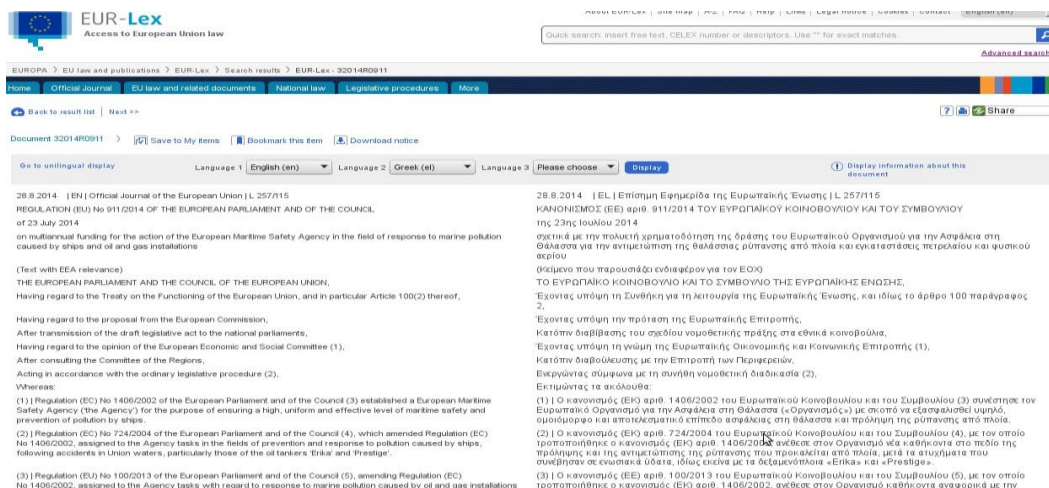 EUR-Lex
Access to European Union law
About EUR-Lex | Site map | A-Z | FAQ | Help | Links | Legal notice | Cookies | Contact English (en)
Quick search: insert free text, CELEX number or descriptors. Use "" for exact matches.
Advanced search
EUROPA > EU law and publications > EUR-Lex > Search results > EUR-Lex - 32014R0911
Home Official Journal EU law and related documents National law Legislative procedures More
Back to result list | Next >>
? Share
Document 32014R0911 > Save to My items Bookmark this item Download notice
Go to unilingual display Language 1 English (en) Language 2 Greek (el) Language 3 Please choose Display
Display information about this
document
28.8.2014 | EN | Official Journal of the European Union | L 257/115
REGULATION (EU) No 911/2014 OF THE EUROPEAN PARLIAMENT AND OF THE COUNCIL
of 23 July 2014
on multiannual funding for the action of the European Maritime Safety Agency in the field of response to marine pollution
caused by ships and oil and gas installations
(Text with EEA relevance)
THE EUROPEAN PARLIAMENT AND THE COUNCIL OF THE EUROPEAN UNION,
Having regard to the Treaty on the Functioning of the European Union, and in particular Article 100(2) thereof,
Having regard to the proposal from the European Commission,
After transmission of the draft legislative act to the national parliaments,
Having regard to the opinion of the European Economic and Social Committee (1),
After consulting the Committee of the Regions,
Acting in accordance with the ordinary legislative procedure (2),
Whereas:
(1) | Regulation (EC) No 1406/2002 of the European Parliament and of the Council (3) established a European Maritime
Safety Agency ('the Agency') for the purpose of ensuring a high, uniform and effective level of maritime safety and
prevention of pollution by ships.
(2) | Regulation (EC) No 724/2004 of the European Parliament and of the Council (4), which amended Regulation (EC)
No 1406/2002, assigned to the Agency tasks in the fields of prevention and response to pollution caused by ships,
following accidents in Union waters, particularly those of the oil tankers 'Erika' and 'Prestige'.
(3) | Regulation (EU) No 100/2013 of the European Parliament and of the Council (5), amending Regulation (EC)
No 1406/2002, assigned to the Agency tasks with regard to response to marine pollution caused by oil and gas installations
28.8.2014 | EL | Επίσημη Εφημερίδα της Ευρωπαϊκής Ένωσης | L 257/115
ΚΑΝΟΝΙΣΜΌΣ (ΕΕ) αριθ. 911/2014 ΤΟΥ ΕΥΡΩΠΑΪΚΟΎ ΚΟΙΝΟΒΟΥΛΊΟΥ ΚΑΙ ΤΟΥ ΣΥΜΒΟΥΛΊΟΥ
της 23ης Ιουλίου 2014
σχετικά με την πολυετή χρηματοδότηση της δράσης του Ευρωπαϊκού Οργανισμού για την Ασφάλεια στη
Θάλασσα για την αντιμετώπιση της θαλάσσιας ρύπανσης από πλοία και εγκαταστάσεις πετρελαίου και φυσικού
αερίου
(Κείμενο που παρουσιάζει ενδιαφέρον για τον ΕΟΧ)
ΤΟ ΕΥΡΩΠΑΪΚΟ ΚΟΙΝΟΒΟΥΛΙΟ ΚΑΙ ΤΟ ΣΥΜΒΟΥΛΙΟ ΤΗΣ ΕΥΡΩΠΑΪΚΗΣ ΕΝΩΣΗΣ,
Έχοντας υπόψη τη Συνθήκη για τη λειτουργία της Ευρωπαϊκής Ένωσης, και ιδίως το άρθρο 100 παράγραφος
2,
Έχοντας υπόψη την πρόταση της Ευρωπαϊκής Επιτροπής,
Κατόπιν διαβίβασης του σχεδίου νομοθετικής πράξης στα εθνικά κοινοβούλια,
Έχοντας υπόψη τη γνώμη της Ευρωπαϊκής Οικονομικής και Κοινωνικής Επιτροπής (1),
Κατόπιν διαβούλευσης με την Επιτροπή των Περιφερειών,
Ενεργώντας σύμφωνα με τη συνήθη νομοθετική διαδικασία (2),
Εκτιμώντας τα ακόλουθα:
(1) | Ο κανονισμός (ΕΚ) αριθ. 1406/2002 του Ευρωπαϊκού Κοινοβουλίου και του Συμβουλίου (3) συνέστησε τον
Ευρωπαϊκό Οργανισμό για την Ασφάλεια στη Θάλασσα («Οργανισμός») με σκοπό να εξασφαλισθεί υψηλό,
ομοιόμορφο και αποτελεσματικό επίπεδο ασφάλειας στη θάλασσα και πρόληψη της ρύπανσης από πλοία.
(2) | Ο κανονισμός (ΕΚ) αριθ. 724/2004 του Ευρωπαϊκού Κοινοβουλίου και του Συμβουλίου (4), με τον οποίο
τροποποιήθηκε ο κανονισμός (ΕΚ) αριθ. 1406/2002, ανέθεσε στον Οργανισμό νέα καθήκοντα στο πεδίο της
πρόληψης και της αντιμετώπισης της ρύπανσης που προκαλείται από πλοία, μετά τα ατυχήματα που
συνέβησαν σε ενωσιακά ύδατα, ιδίως εκείνα με τα δεξαμενόπλοια «Erika» και «Prestige».
(3) | Ο κανονισμός (ΕΕ) αριθ. 100/2013 του Ευρωπαϊκού Κοινοβουλίου και του Συμβουλίου (5), με τον οποίο
τροποποιήθηκε ο κανονισμός (ΕΚ) αριθ. 1406/2002, ανέθεσε στον Οργανισμό καθήκοντα αναφορικά με την